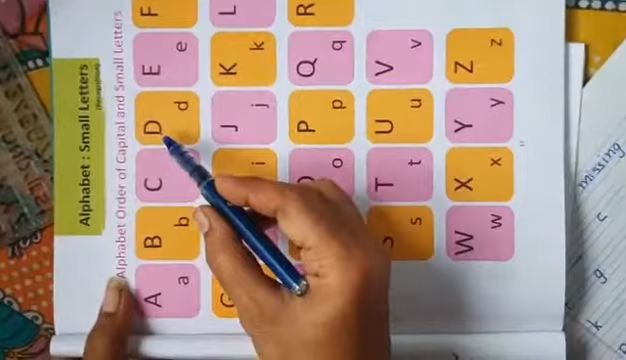 Alphabet : Small Letters
Alphabet Order of Capital and Small Letters
A a B b C D d E e F
G i J j K k L
o P p Q q R
S s T t U u V v
W w X x Y y Z z
missing
c
g
k